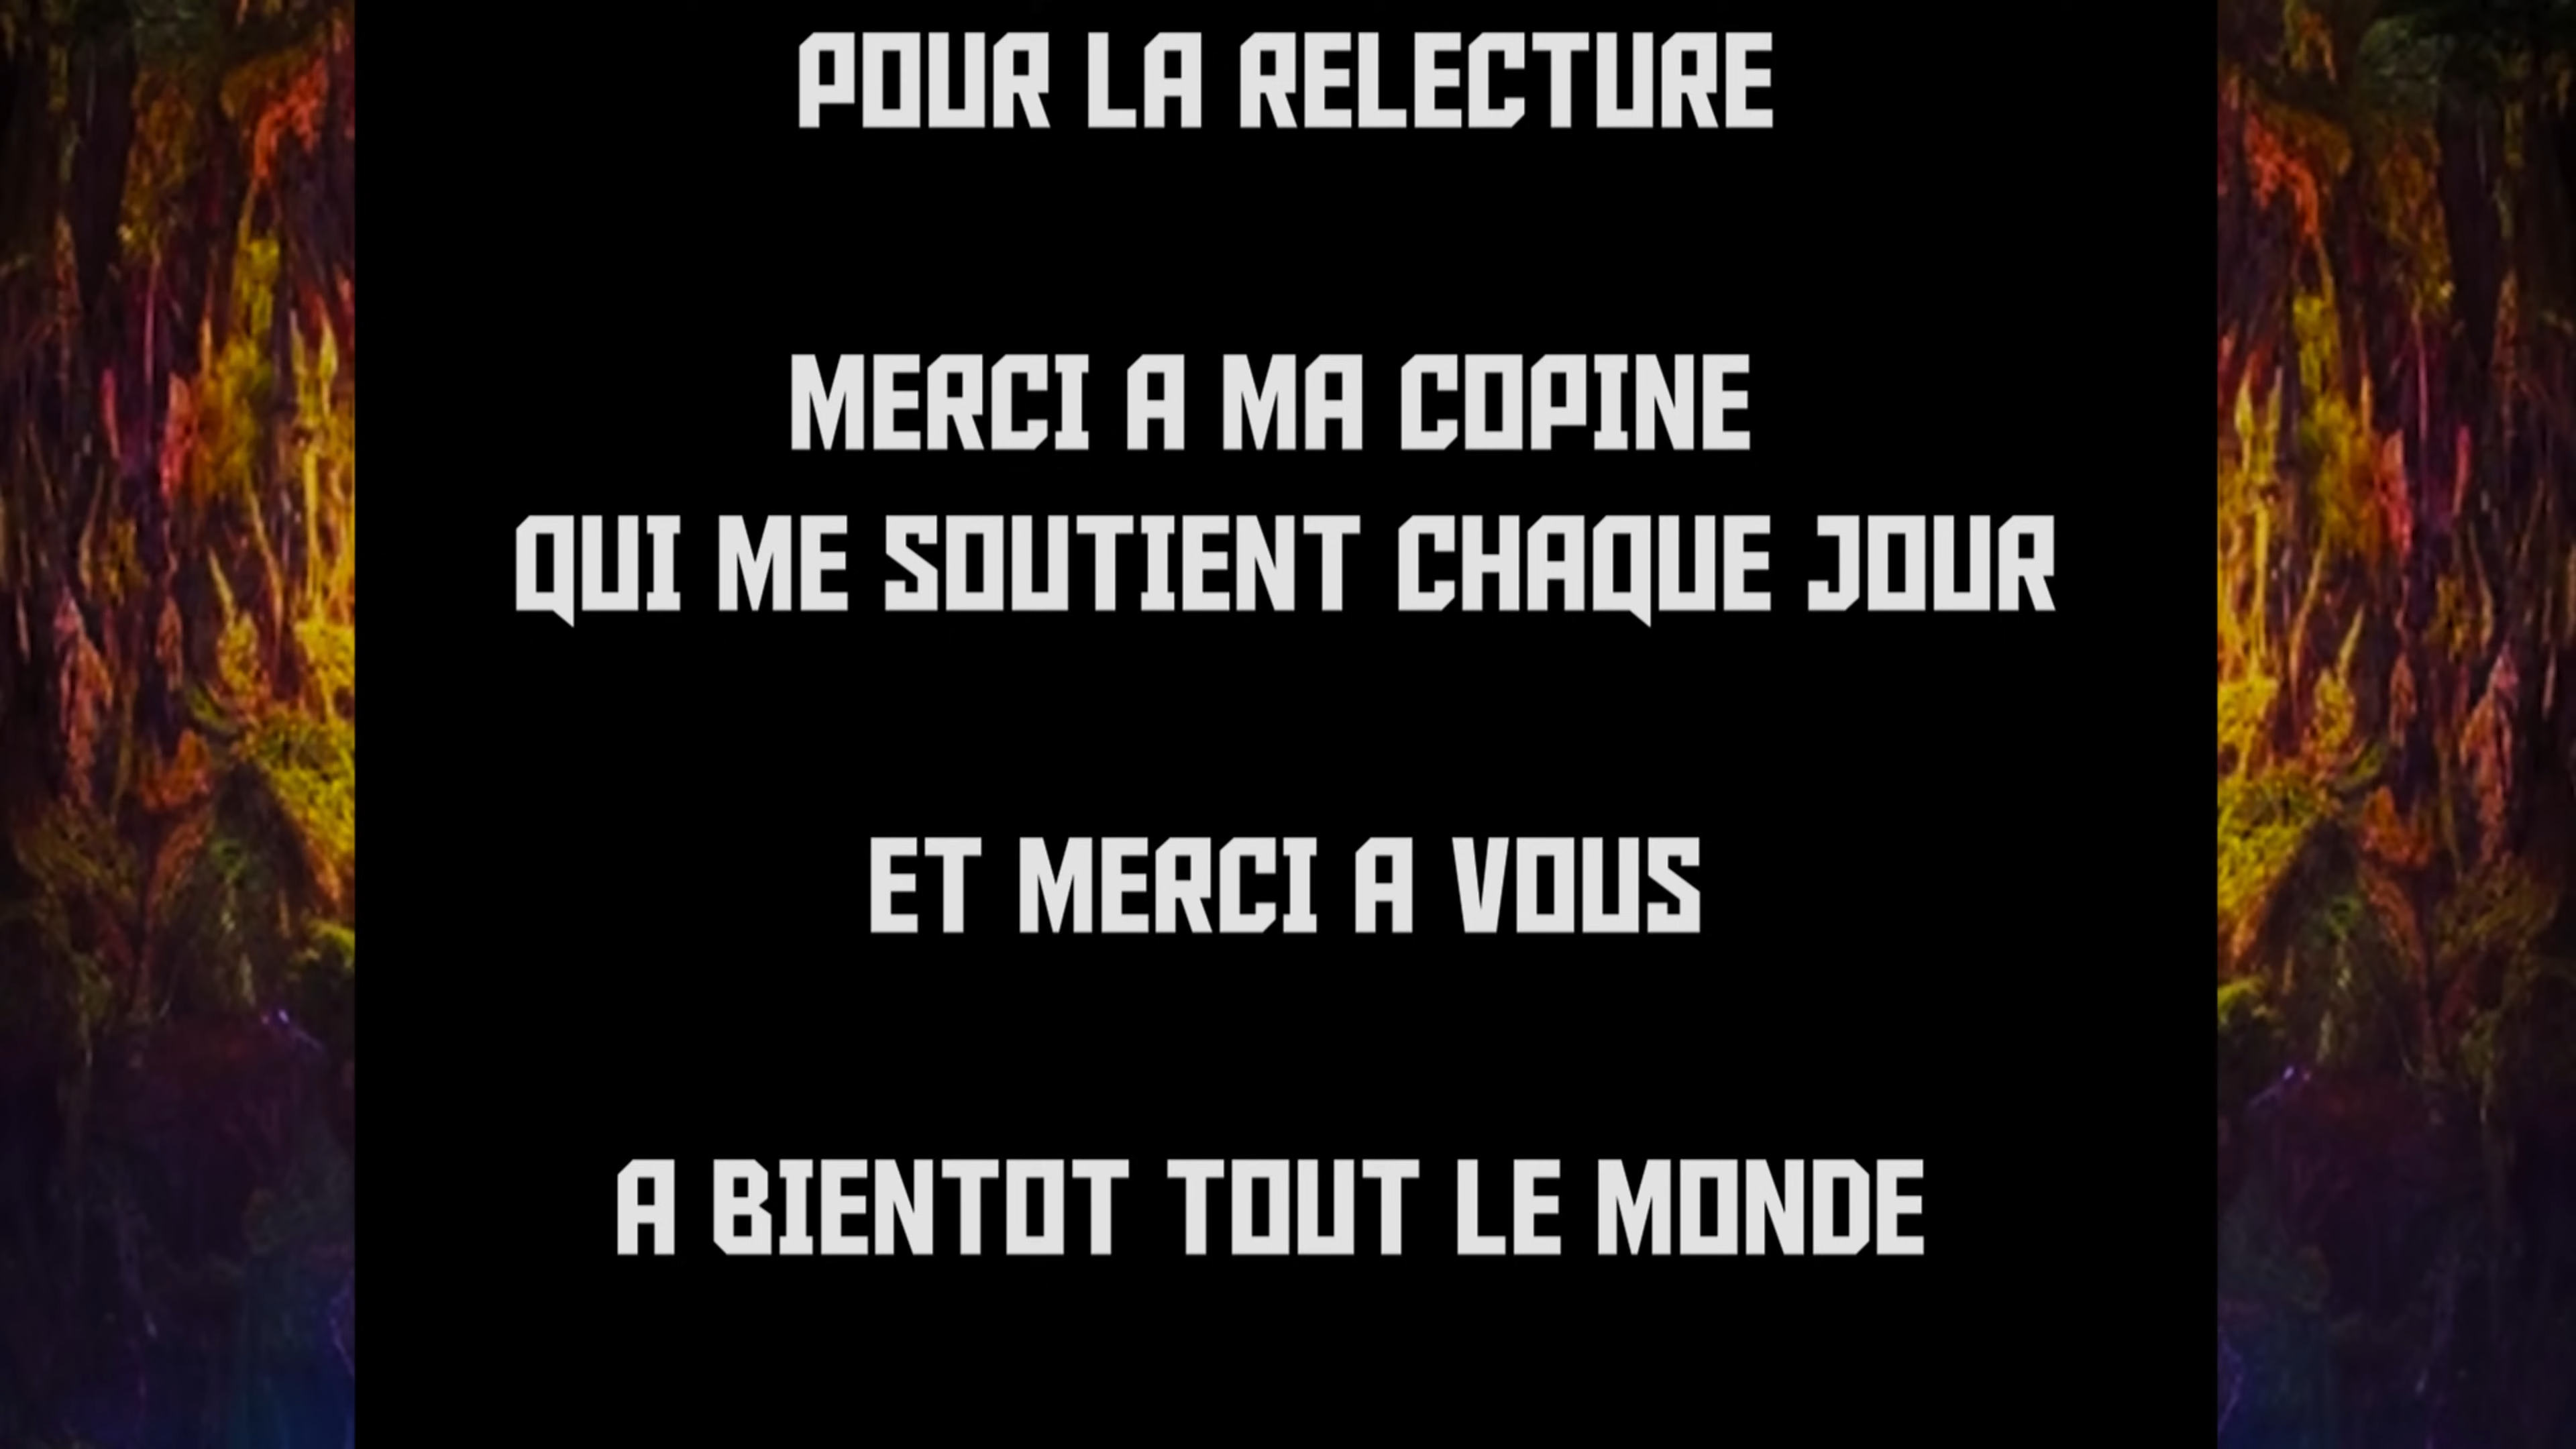 POUR LA RELECTURE
MERCI A MA COPINE
QUI ME SOUTIENT CHAQUE JOUR
ET MERCI A VOUS
A BIENTOT TOUT LE MONDE